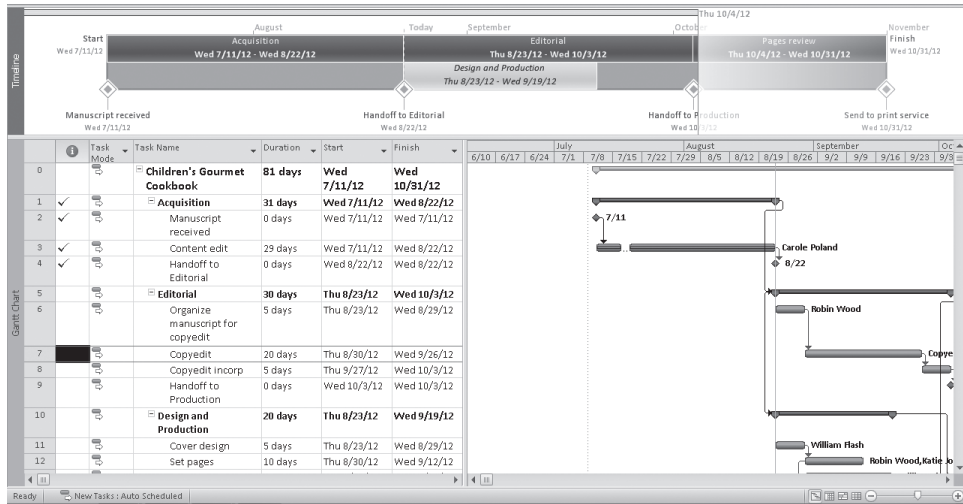 Thu 10/4/12
August
Today
September
October
November
Start
Wed 7/11/12
Acquisition
Wed 7/11/12 - Wed 8/22/12
Editorial
Thu 8/23/12 - Wed 10/3/12
Pages review
Thu 10/4/12 - Wed 10/31/12
Finish
Wed 10/31/12
Design and Production
Thu 8/23/12 - Wed 9/19/12
Timeline
Manuscript received
Wed 7/11/12
Handoff to Editorial
Wed 8/22/12
Handoff to Production
Wed 10/3/12
Send to print service
Wed 10/31/12
Task Mode Task Name Duration Start Finish
July August September Oc
6/10 6/17 6/24 7/1 7/8 7/15 7/22 7/29 8/5 8/12 8/19 8/26 9/2 9/9 9/16 9/23 9/3
0 Children's Gourmet Cookbook 81 days Wed 7/11/12 Wed 10/31/12
1 Acquisition 31 days Wed 7/11/12 Wed 8/22/12
2 Manuscript received 0 days Wed 7/11/12 Wed 7/11/12
7/11
3 Content edit 29 days Wed 7/11/12 Wed 8/22/12
Carole Poland
4 Handoff to Editorial 0 days Wed 8/22/12 Wed 8/22/12
8/22
5 Editorial 30 days Thu 8/23/12 Wed 10/3/12
6 Organize manuscript for copyedit 5 days Thu 8/23/12 Wed 8/29/12
Robin Wood
7 Copyedit 20 days Thu 8/30/12 Wed 9/26/12
Copye
8 Copyedit incorp 5 days Thu 9/27/12 Wed 10/3/12
9 Handoff to Production 0 days Wed 10/3/12 Wed 10/3/12
10 Design and Production 20 days Thu 8/23/12 Wed 9/19/12
11 Cover design 5 days Thu 8/23/12 Wed 8/29/12
William Flash
12 Set pages 10 days Thu 8/30/12 Wed 9/12/12
Robin Wood,Katie Jo
Gantt Chart
Ready New Tasks : Auto Scheduled